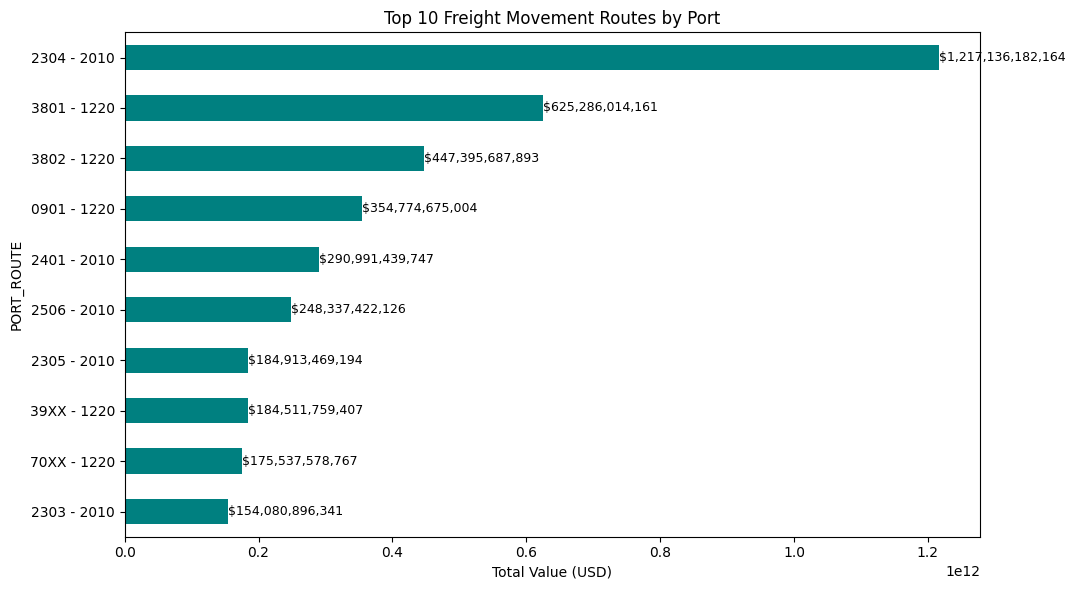 Top 10 Freight Movement Routes by Port
PORT_ROUTE
2304 - 2010
$1,217,136,182,164
3801 - 1220
$625,286,014,161
3802 - 1220
$447,395,687,893
0901 - 1220
$354,774,675,004
2401 - 2010
$290,991,439,747
2506 - 2010
$248,337,422,126
2305 - 2010
$184,913,469,194
39XX - 1220
$184,511,759,407
70XX - 1220
$175,537,578,767
2303 - 2010
$154,080,896,341
0.0 0.2 0.4 0.6 0.8 1.0 1.2
1e12
Total Value (USD)